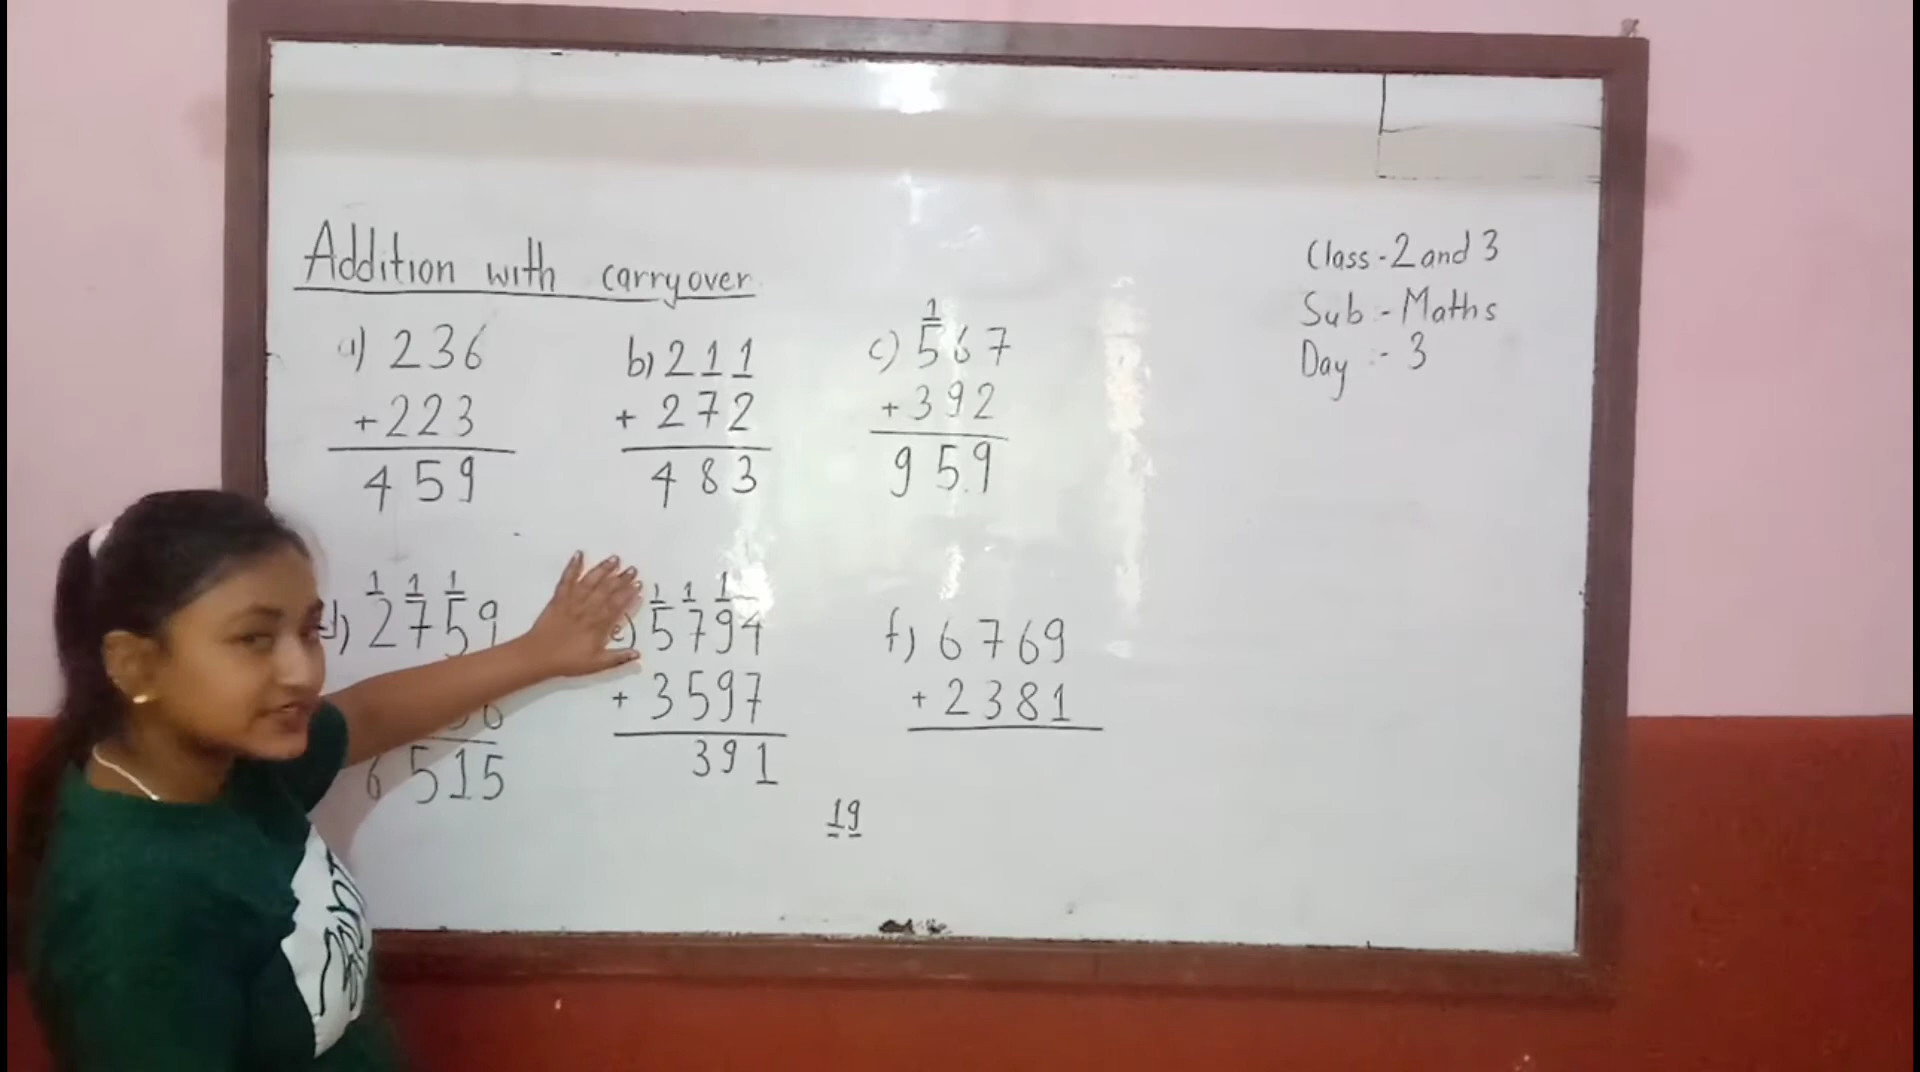 Addition with carryover
Class - 2 and 3
Sub :- Maths
Day :- 3
a) 236
+ 223
459
b) 211
+ 272
483
1
c) 567
+ 392
959
1 1 1
d) 2759
6515
1 1 1
e) 5794
+ 3597
391
19
f) 6769
+ 2381